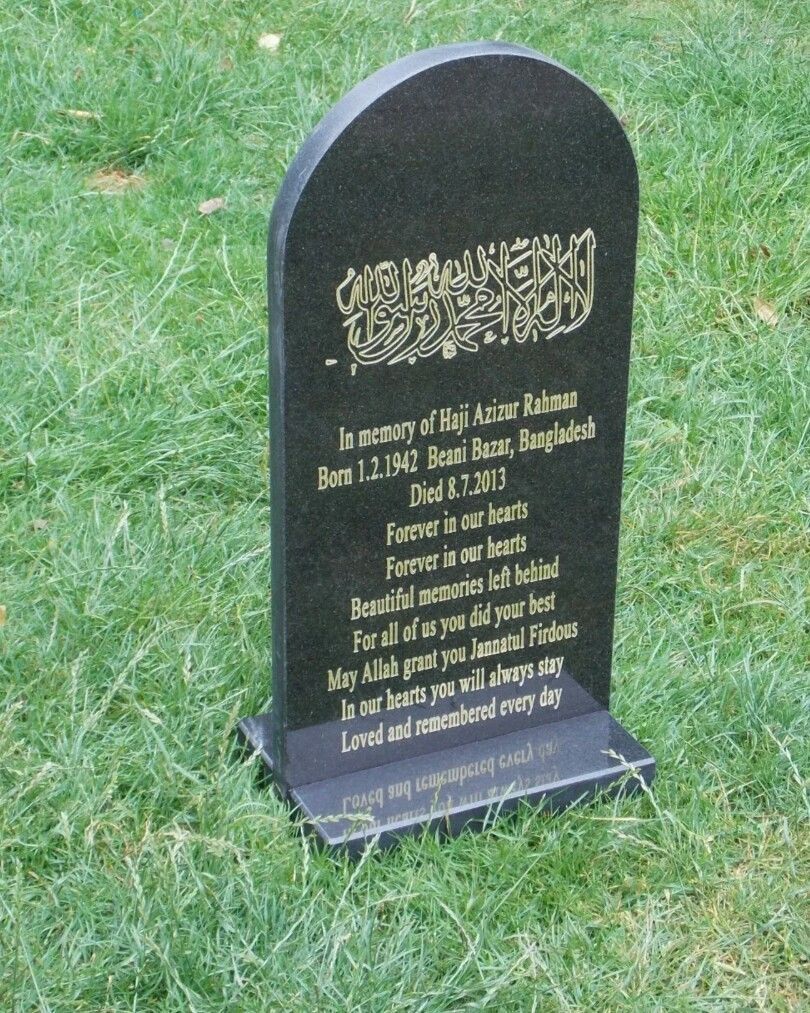 لا إله إلا الله محمد رسول الله
In memory of Haji Azizur Rahman
Born 1.2.1942 Beani Bazar, Bangladesh
Died 8.7.2013
Forever in our hearts
Forever in our hearts
Beautiful memories left behind
For all of us you did your best
May Allah grant you Jannatul Firdous
In our hearts you will always stay
Loved and remembered every day